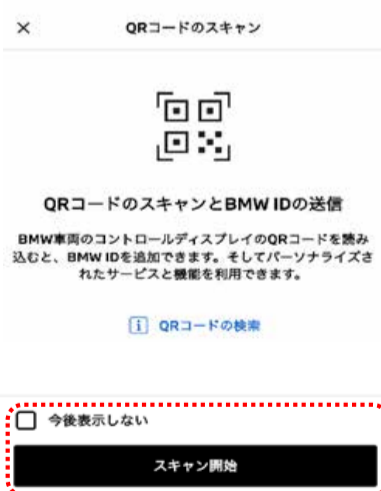 QRコードのスキャン
QRコードのスキャンとBMW IDの送信
BMW車両のコントロールディスプレイのQRコードを読み
込むと、BMW IDを追加できます。そしてパーソナライズさ
れたサービスと機能を利用できます。
QRコードの検索
今後表示しない
スキャン開始